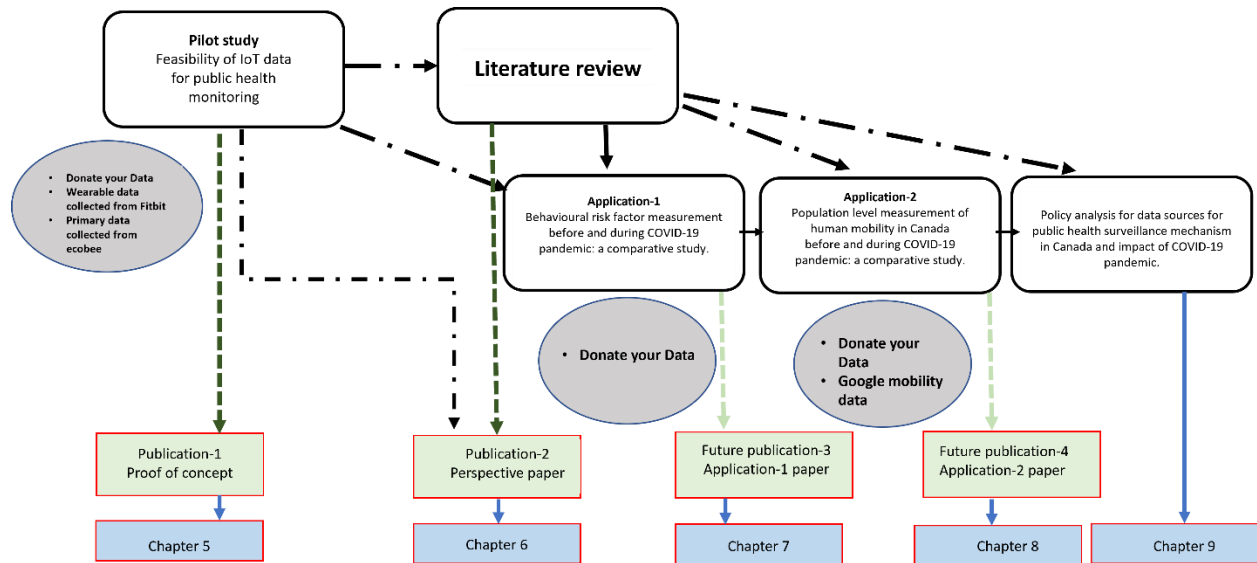 Pilot study
Feasibility of IoT data
for public health
monitoring
Literature review
• Donate your Data
• Wearable data
collected from Fitbit
• Primary data
collected from
ecobee
Application-1
Behavioural risk factor measurement
before and during COVID-19
pandemic: a comparative study.
Application-2
Population level measurement of
human mobility in Canada
before and during COVID-19
pandemic: a comparative study.
Policy analysis for data sources for
public health surveillance mechanism
in Canada and impact of COVID-19
pandemic.
• Donate your Data
• Donate your
Data
• Google mobility
data
Publication-1
Proof of concept
Publication-2
Perspective paper
Future publication-3
Application-1 paper
Future publication-4
Application-2 paper
Chapter 5
Chapter 6
Chapter 7
Chapter 8
Chapter 9